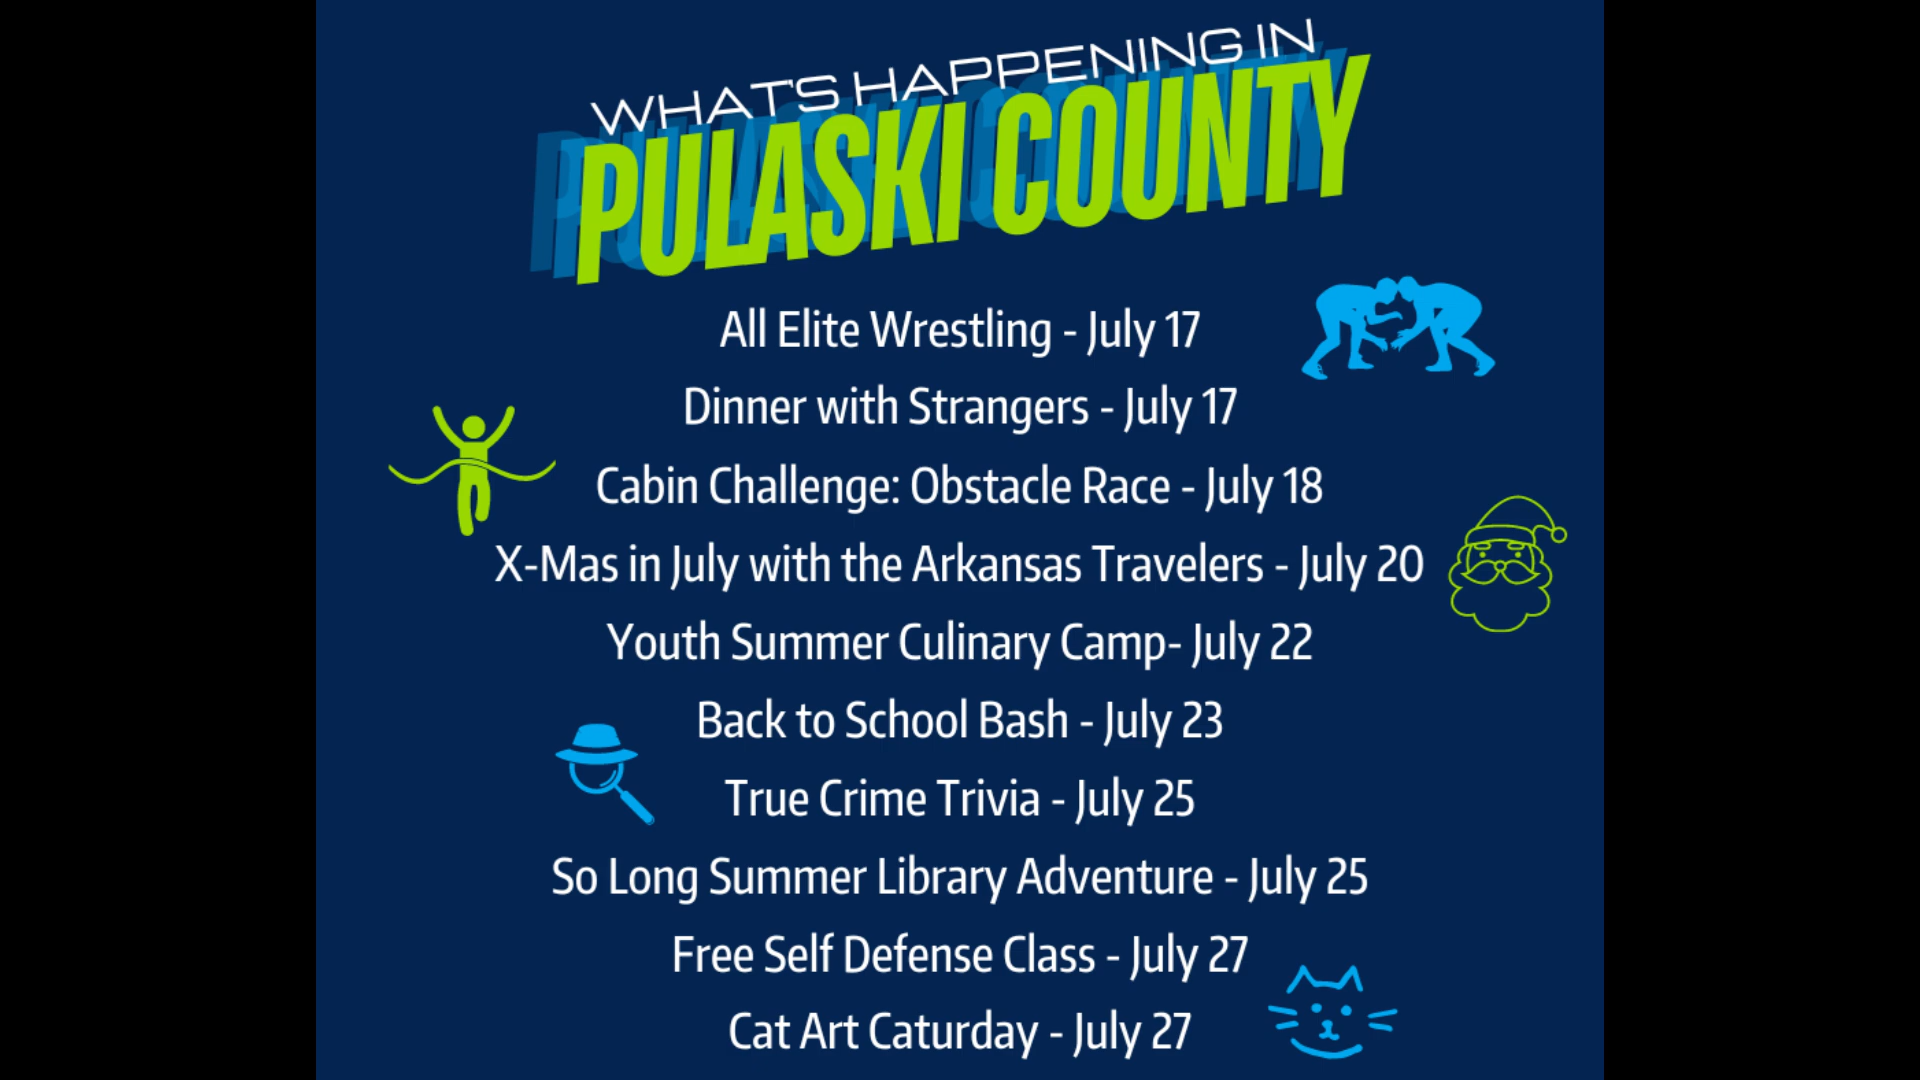 WHAT'S HAPPENING IN
PULASKI COUNTY
All Elite Wrestling - July 17
Dinner with Strangers - July 17
Cabin Challenge: Obstacle Race - July 18
X-Mas in July with the Arkansas Travelers - July 20
Youth Summer Culinary Camp- July 22
Back to School Bash - July 23
True Crime Trivia - July 25
So Long Summer Library Adventure - July 25
Free Self Defense Class - July 27
Cat Art Caturday - July 27